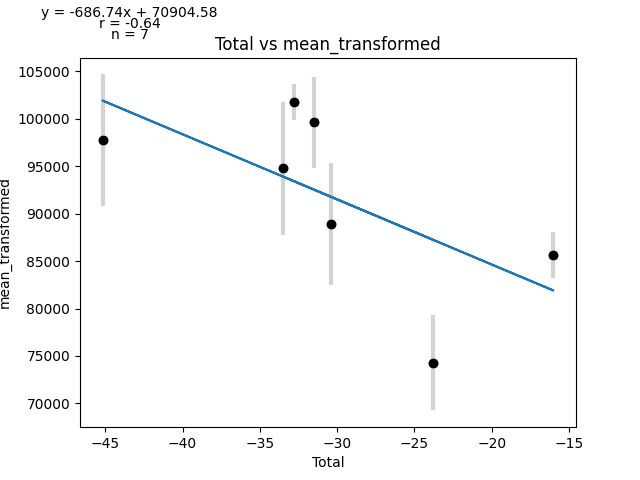 y = -686.74x + 70904.58
r = -0.64
n = 7
Total vs mean_transformed
105000
100000
95000
90000
85000
80000
75000
70000
mean_transformed
−45
−40
−35
−30
−25
−20
−15
Total